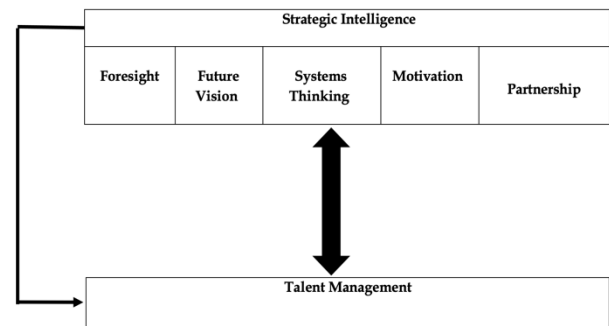 Strategic Intelligence
Foresight
Future
Vision
Systems
Thinking
Motivation
Partnership
Talent Management